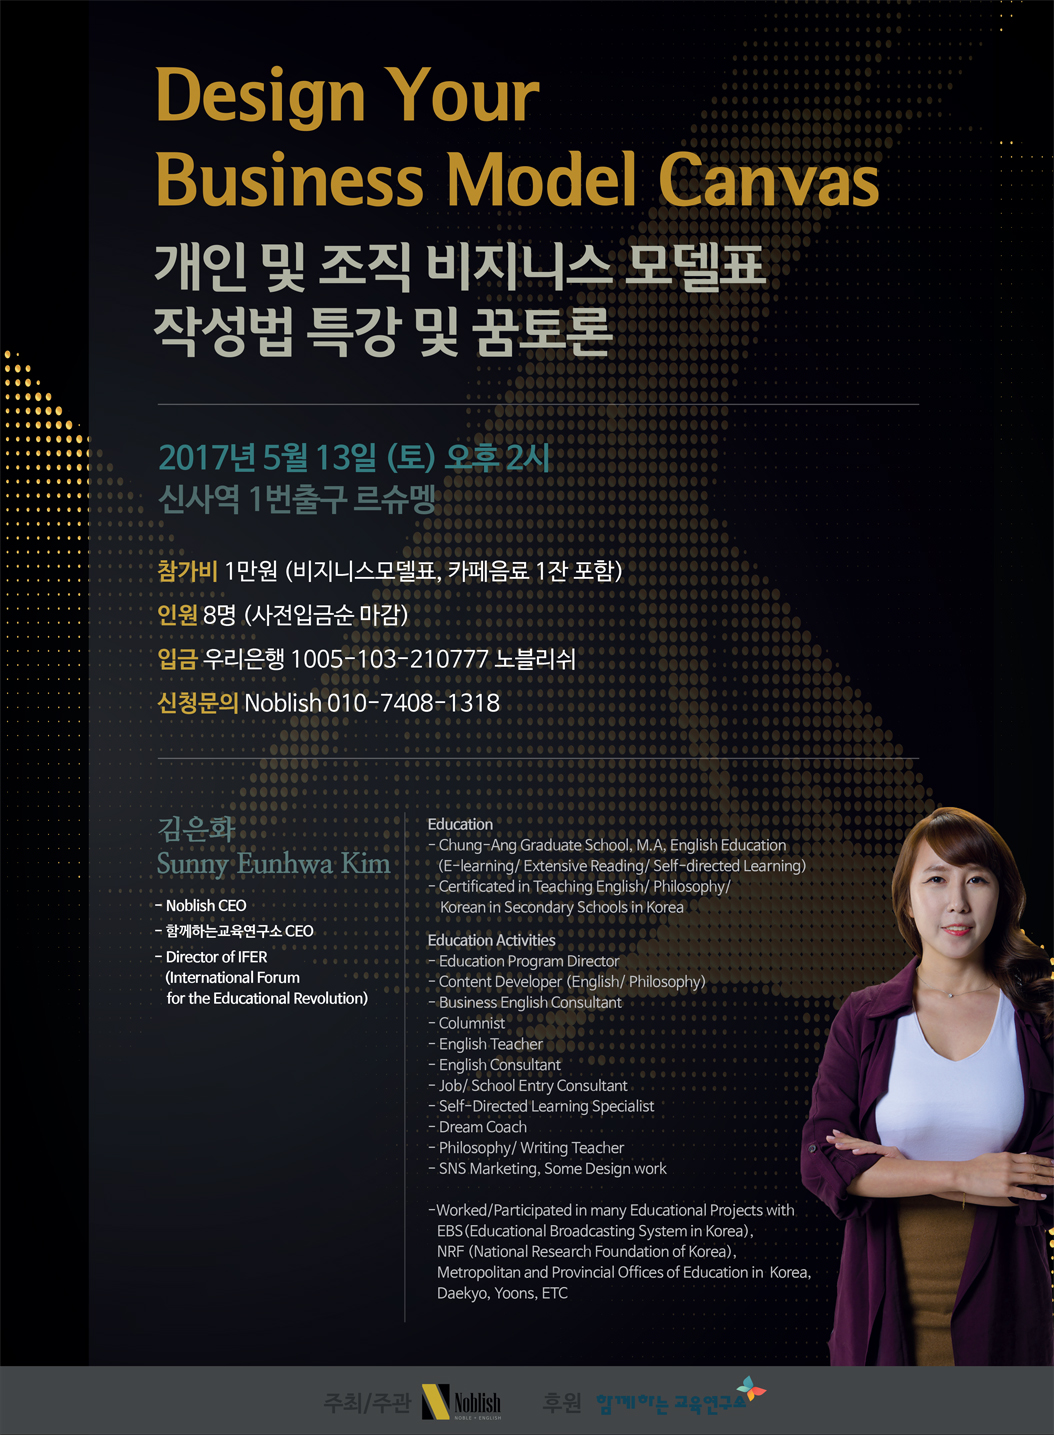 Design Your
Business Model Canvas
개인 및 조직 비지니스 모델표
작성법 특강 및 꿈토론
2017년 5월 13일 (토) 오후 2시
신사역 1번출구 르슈멩
참가비 1만원 (비지니스모델표, 카페음료 1잔 포함)
인원 8명 (사전입금순 마감)
입금 우리은행 1005-103-210777 노블리쉬
신청문의 Noblish 010-7408-1318
김은화
Sunny Eunhwa Kim
- Noblish CEO
- 함께하는교육연구소 CEO
- Director of IFER
(International Forum
for the Educational Revolution)
Education
- Chung-Ang Graduate School, M.A, English Education
(E-learning/ Extensive Reading/ Self-directed Learning)
- Certificated in Teaching English/ Philosophy/
Korean in Secondary Schools in Korea
Education Activities
- Education Program Director
- Content Developer (English/ Philosophy)
- Business English Consultant
- Columnist
- English Teacher
- English Consultant
- Job/ School Entry Consultant
- Self-Directed Learning Specialist
- Dream Coach
- Philosophy/ Writing Teacher
- SNS Marketing, Some Design work
-Worked/Participated in many Educational Projects with
EBS(Educational Broadcasting System in Korea),
NRF (National Research Foundation of Korea),
Metropolitan and Provincial Offices of Education in Korea,
Daekyo, Yoons, ETC
주최/주관 Noblish 후원 함께하는 교육연구소
NOBLE + ENGLISH